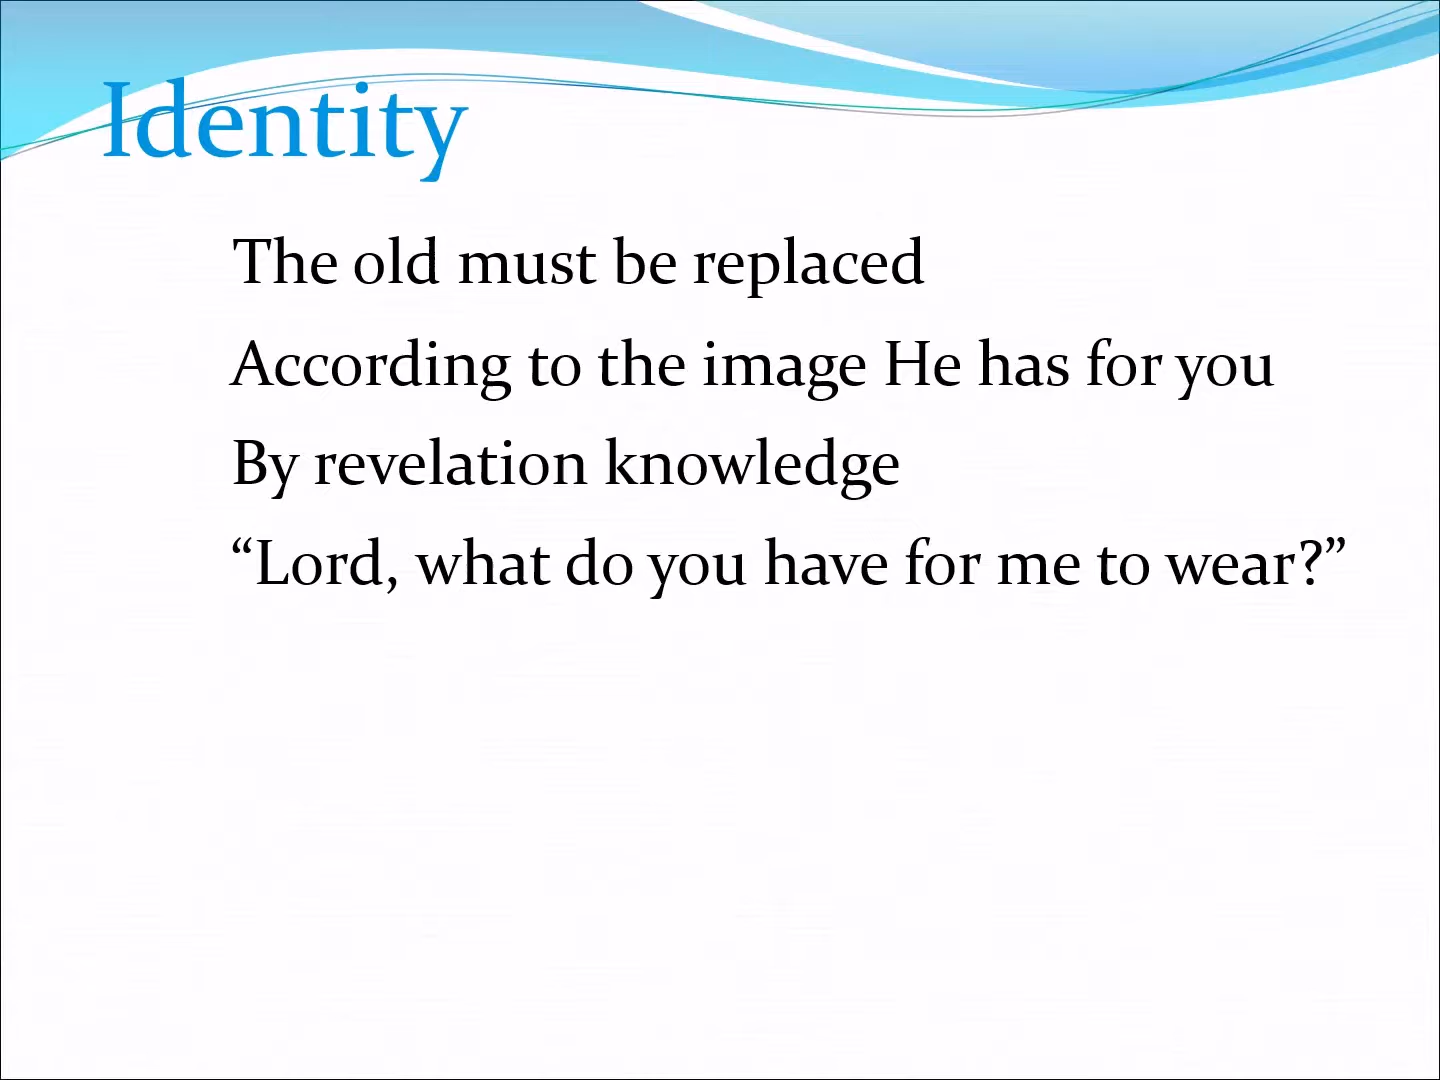 Identity
The old must be replaced
According to the image He has for you
By revelation knowledge
“Lord, what do you have for me to wear?”